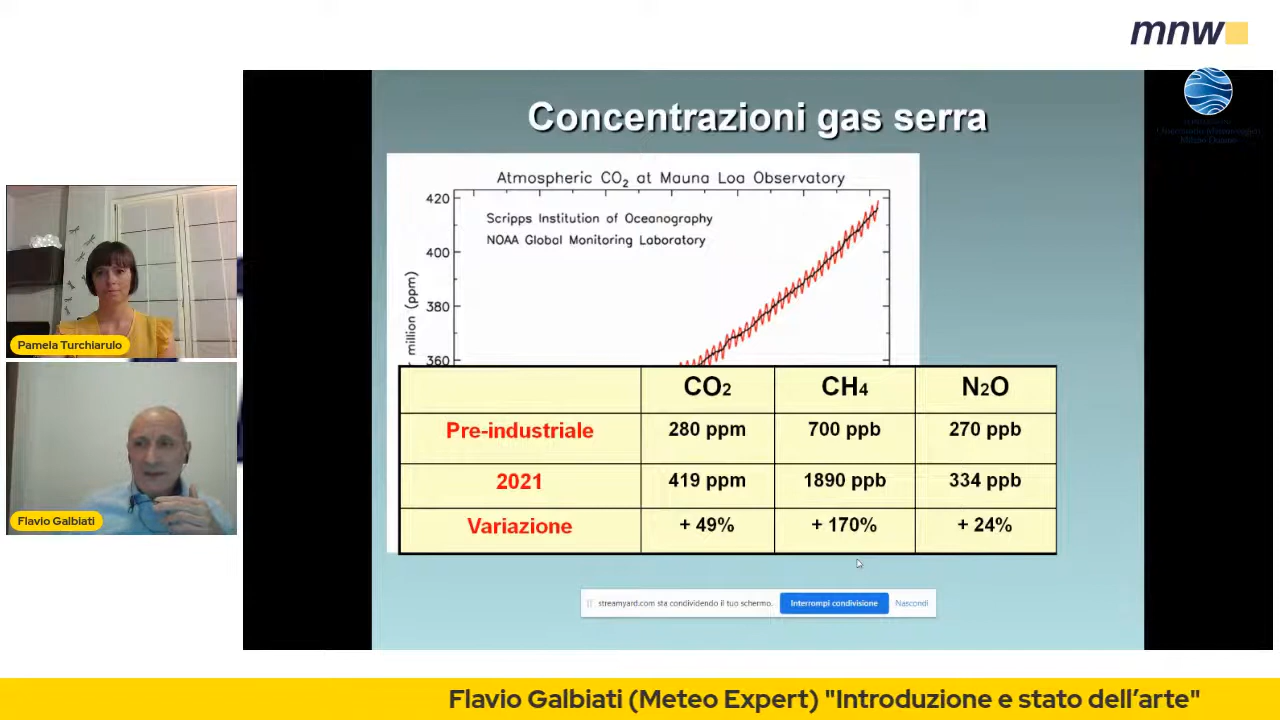 mnw
Concentrazioni gas serra
Atmospheric CO2 at Mauna Loa Observatory
420
Scripps Institution of Oceanography
NOAA Global Monitoring Laboratory
400
380
million (ppm)
360
CO2 CH4 N2O
Pre-industriale 280 ppm 700 ppb 270 ppb
2021 419 ppm 1890 ppb 334 ppb
Variazione + 49% + 170% + 24%
Pamela Turchiarulo
Flavio Galbiati
streamyard.com sta condividendo il tuo schermo. Interrompi condivisione Nascondi
Flavio Galbiati (Meteo Expert) "Introduzione e stato dell’arte"